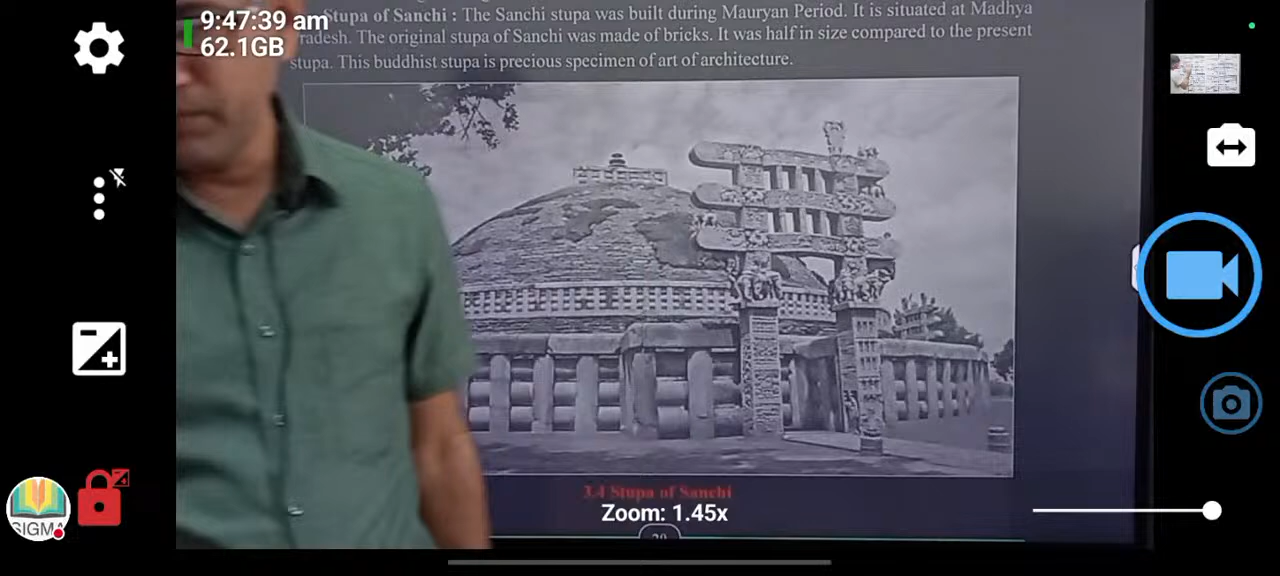 9:47:39 am
62.1GB
Stupa of Sanchi : The Sanchi stupa was built during Mauryan Period. It is situated at Madhya
radesh. The original stupa of Sanchi was made of bricks. It was half in size compared to the present
stupa. This buddhist stupa is precious specimen of art of architecture.
3.4 Stupa of Sanchi
Zoom: 1.45x
SIGMA